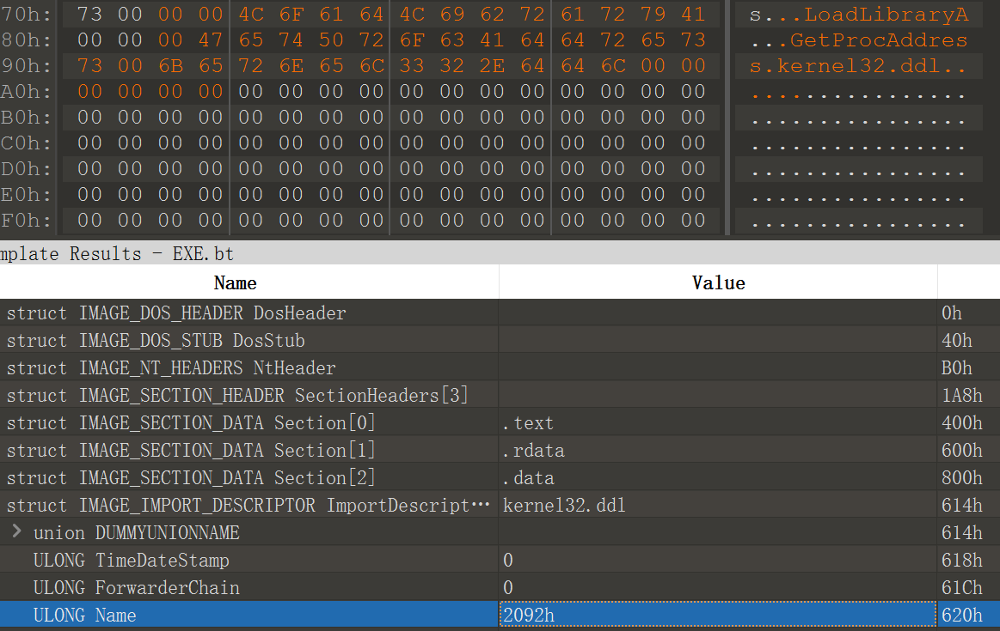 70h: 73 00 00 00 4C 6F 61 64 4C 69 62 72 61 72 79 41 s...LoadLibraryA
80h: 00 00 00 47 65 74 50 72 6F 63 41 64 64 72 65 73 ...GetProcAddres
90h: 73 00 6B 65 72 6E 65 6C 33 32 2E 64 64 6C 00 00 s.kernel32.ddl..
A0h: 00 00 00 00 00 00 00 00 00 00 00 00 00 00 00 00 ................
B0h: 00 00 00 00 00 00 00 00 00 00 00 00 00 00 00 00 ................
C0h: 00 00 00 00 00 00 00 00 00 00 00 00 00 00 00 00 ................
D0h: 00 00 00 00 00 00 00 00 00 00 00 00 00 00 00 00 ................
E0h: 00 00 00 00 00 00 00 00 00 00 00 00 00 00 00 00 ................
F0h: 00 00 00 00 00 00 00 00 00 00 00 00 00 00 00 00 ................
mplate Results - EXE.bt
Name Value
struct IMAGE_DOS_HEADER DosHeader 0h
struct IMAGE_DOS_STUB DosStub 40h
struct IMAGE_NT_HEADERS NtHeader B0h
struct IMAGE_SECTION_HEADER SectionHeaders[3] 1A8h
struct IMAGE_SECTION_DATA Section[0] .text 400h
struct IMAGE_SECTION_DATA Section[1] .rdata 600h
struct IMAGE_SECTION_DATA Section[2] .data 800h
struct IMAGE_IMPORT_DESCRIPTOR ImportDescript… kernel32.ddl 614h
union DUMMYUNIONNAME 614h
ULONG TimeDateStamp 0 618h
ULONG ForwarderChain 0 61Ch
ULONG Name 2092h 620h